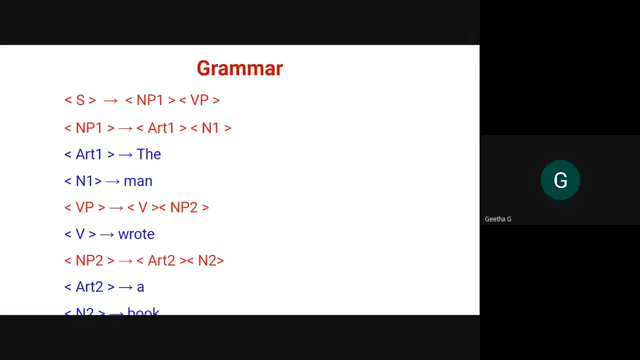 Grammar
< S > → < NP1 > < VP >
< NP1 > → < Art1 > < N1 >
< Art1 > → The
< N1> → man
< VP > → < V >< NP2 >
< V > → wrote
< NP2 > → < Art2 >< N2>
< Art2 > → a
< N2 > → book
G
Geetha G